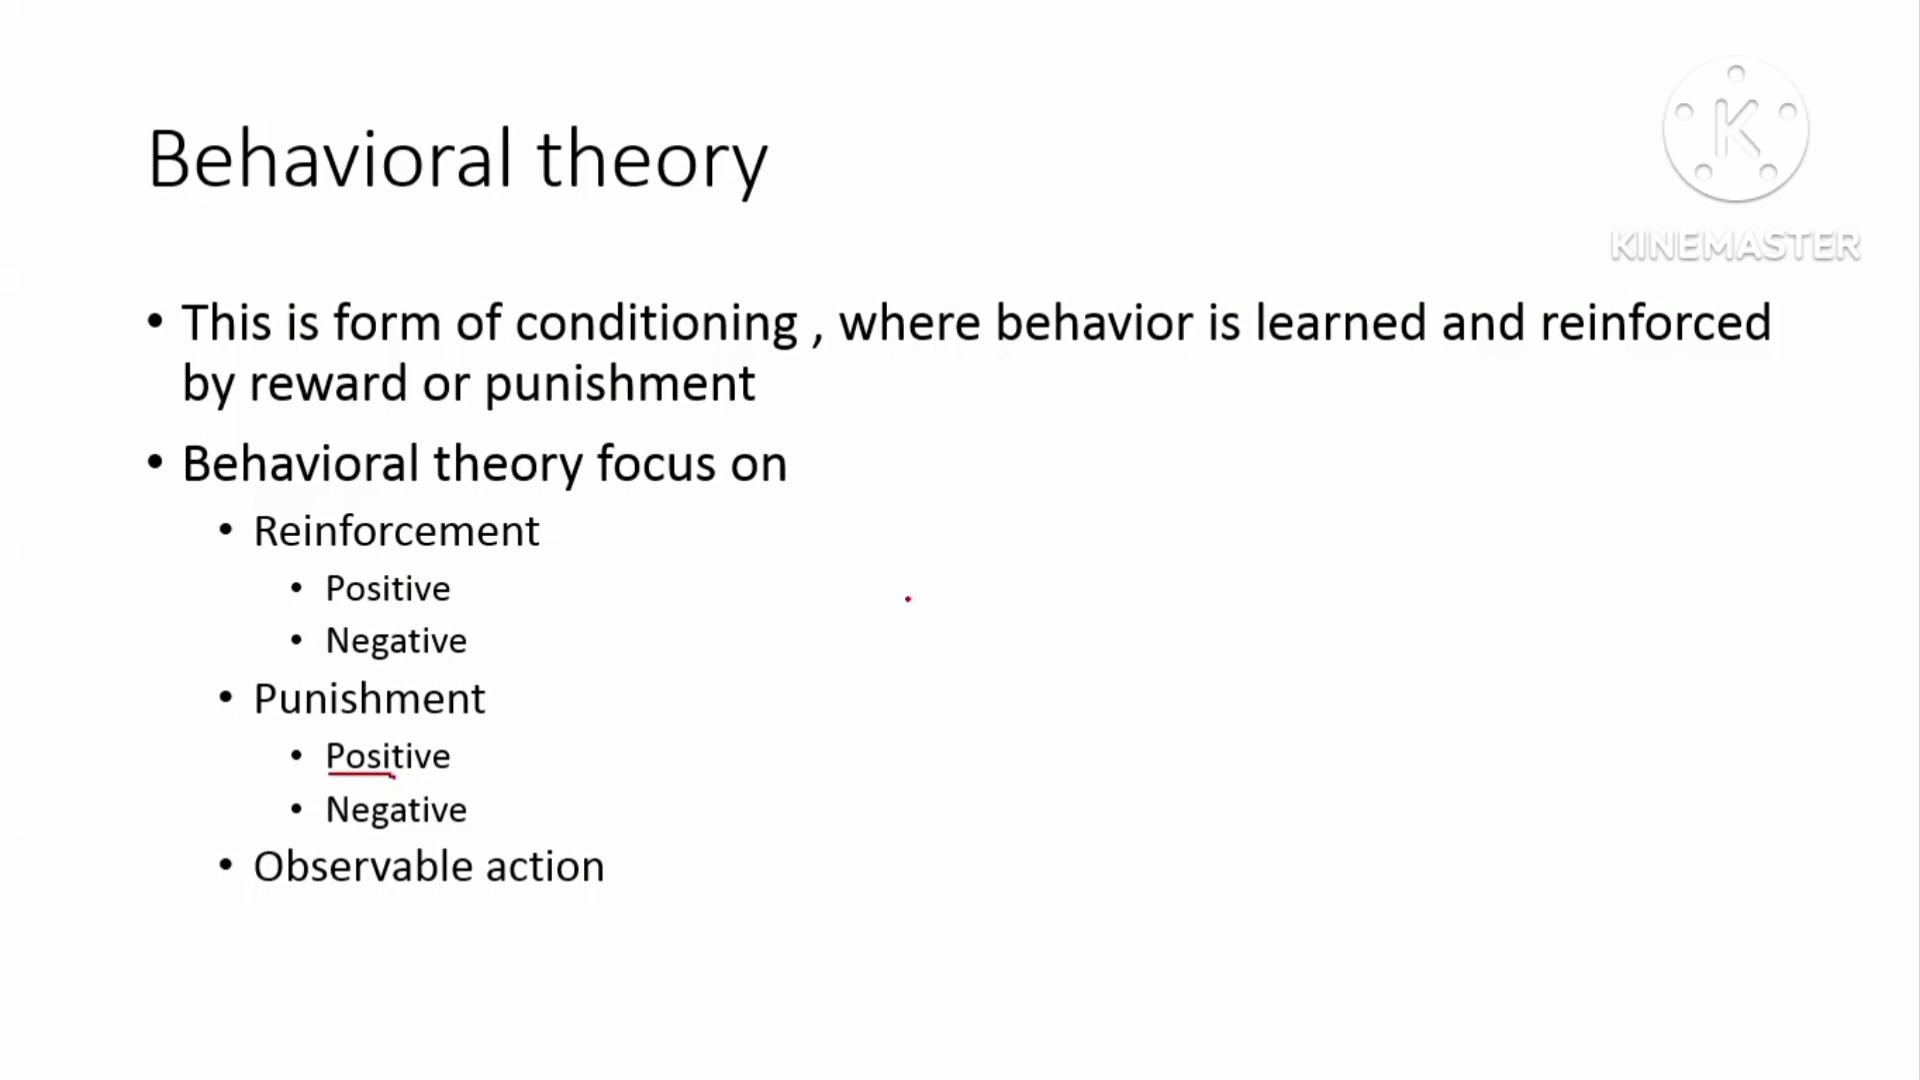 Behavioral theory
K
KINEMASTER
• This is form of conditioning , where behavior is learned and reinforced
by reward or punishment
• Behavioral theory focus on
• Reinforcement
• Positive
• Negative
• Punishment
• Positive
• Negative
• Observable action